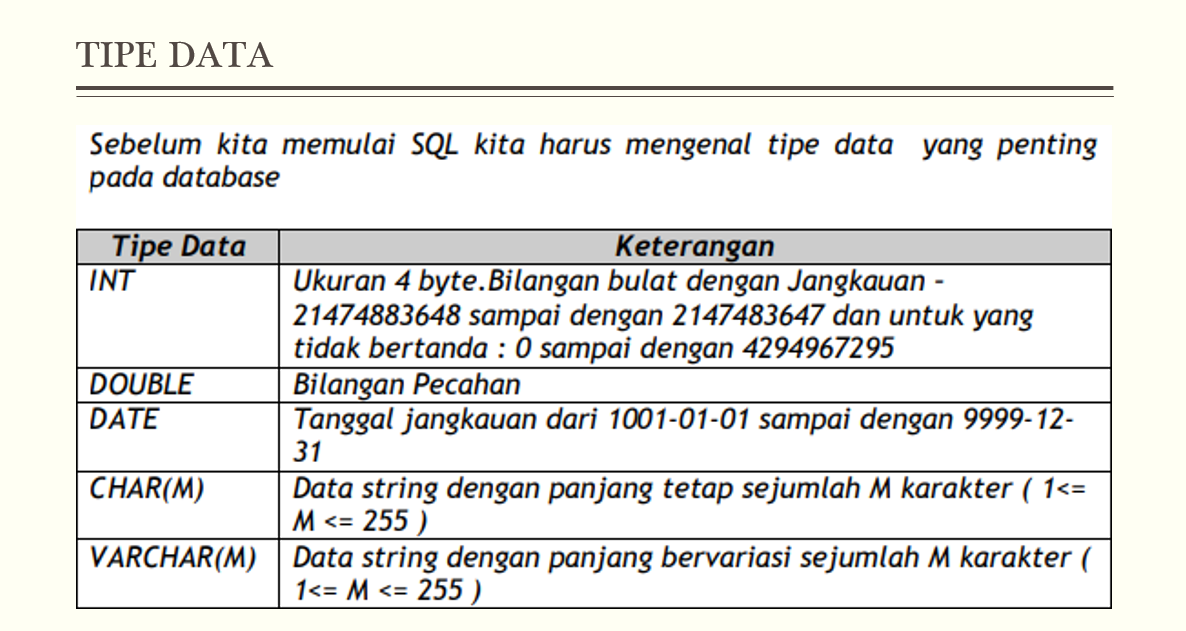 TIPE DATA
Sebelum kita memulai SQL kita harus mengenal tipe data yang penting
pada database
Tipe Data
Keterangan
INT
Ukuran 4 byte.Bilangan bulat dengan Jangkauan -
21474883648 sampai dengan 2147483647 dan untuk yang
tidak bertanda : 0 sampai dengan 4294967295
DOUBLE
Bilangan Pecahan
DATE
Tanggal jangkauan dari 1001-01-01 sampai dengan 9999-12-
31
CHAR(M)
Data string dengan panjang tetap sejumlah M karakter ( 1<=
M <= 255 )
VARCHAR(M)
Data string dengan panjang bervariasi sejumlah M karakter (
1<= M <= 255 )